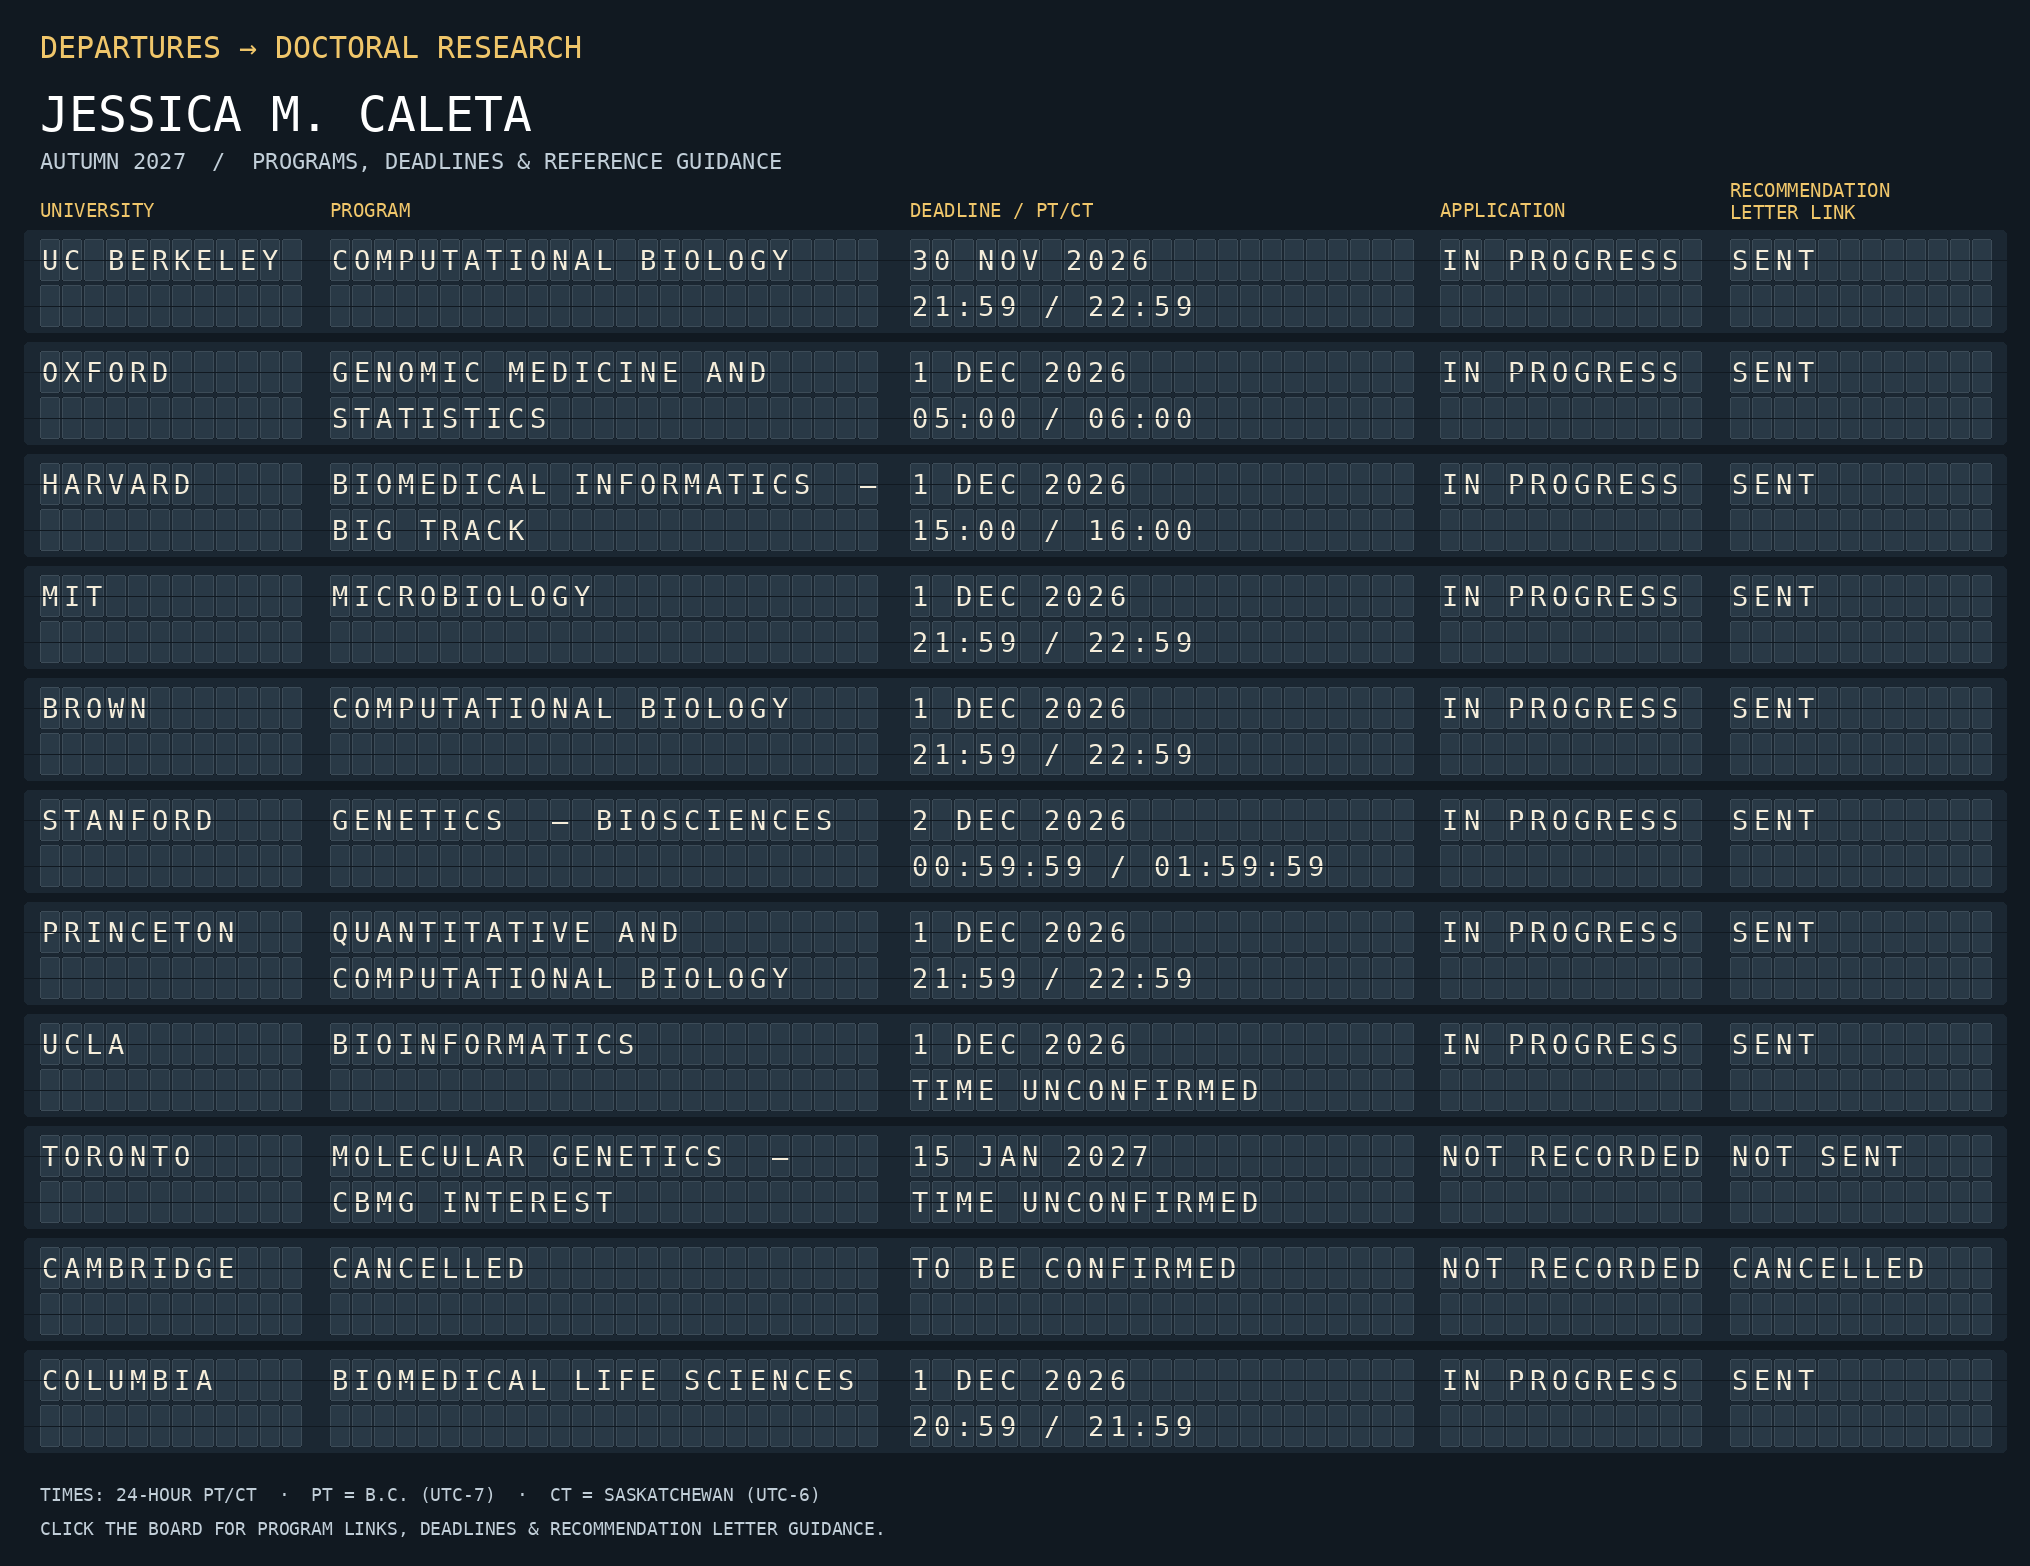 DEPARTURES → DOCTORAL RESEARCH
JESSICA M. CALETA
AUTUMN 2027 / PROGRAMS, DEADLINES & REFERENCE GUIDANCE
UNIVERSITY PROGRAM DEADLINE / PT/CT APPLICATION RECOMMENDATION
LETTER LINK
UC BERKELEY COMPUTATIONAL BIOLOGY 30 NOV 2026 IN PROGRESS SENT
21:59 / 22:59
OXFORD GENOMIC MEDICINE AND 1 DEC 2026 IN PROGRESS SENT
STATISTICS 05:00 / 06:00
HARVARD BIOMEDICAL INFORMATICS — 1 DEC 2026 IN PROGRESS SENT
BIG TRACK 15:00 / 16:00
MIT MICROBIOLOGY 1 DEC 2026 IN PROGRESS SENT
21:59 / 22:59
BROWN COMPUTATIONAL BIOLOGY 1 DEC 2026 IN PROGRESS SENT
21:59 / 22:59
STANFORD GENETICS — BIOSCIENCES 2 DEC 2026 IN PROGRESS SENT
00:59:59 / 01:59:59
PRINCETON QUANTITATIVE AND 1 DEC 2026 IN PROGRESS SENT
COMPUTATIONAL BIOLOGY 21:59 / 22:59
UCLA BIOINFORMATICS 1 DEC 2026 IN PROGRESS SENT
TIME UNCONFIRMED
TORONTO MOLECULAR GENETICS — 15 JAN 2027 NOT RECORDED NOT SENT
CBMG INTEREST TIME UNCONFIRMED
CAMBRIDGE CANCELLED TO BE CONFIRMED NOT RECORDED CANCELLED
COLUMBIA BIOMEDICAL LIFE SCIENCES 1 DEC 2026 IN PROGRESS SENT
20:59 / 21:59
TIMES: 24-HOUR PT/CT · PT = B.C. (UTC-7) · CT = SASKATCHEWAN (UTC-6)
CLICK THE BOARD FOR PROGRAM LINKS, DEADLINES & RECOMMENDATION LETTER GUIDANCE.